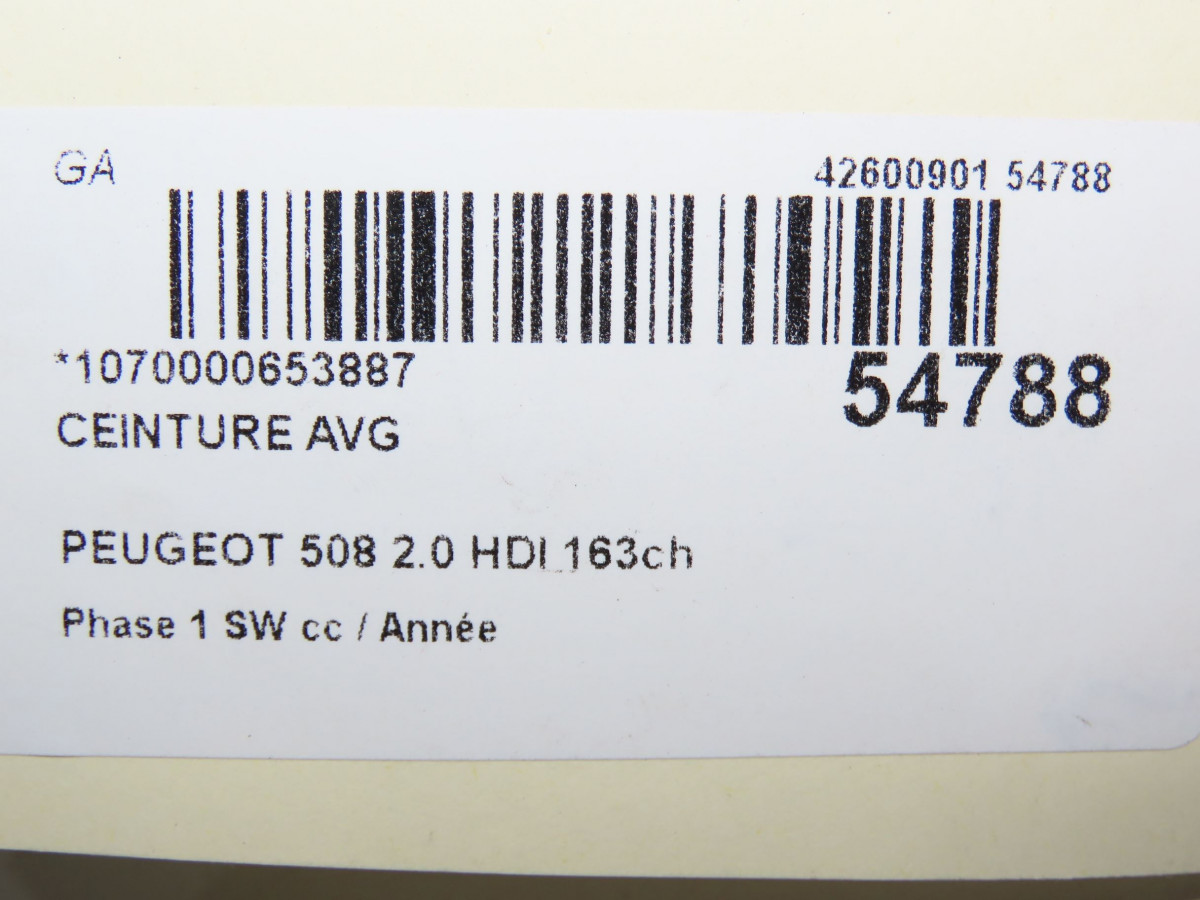 GA
42600901 54788
*1070000653887
54788
CEINTURE AVG
PEUGEOT 508 2.0 HDI 163ch
Phase 1 SW cc / Année